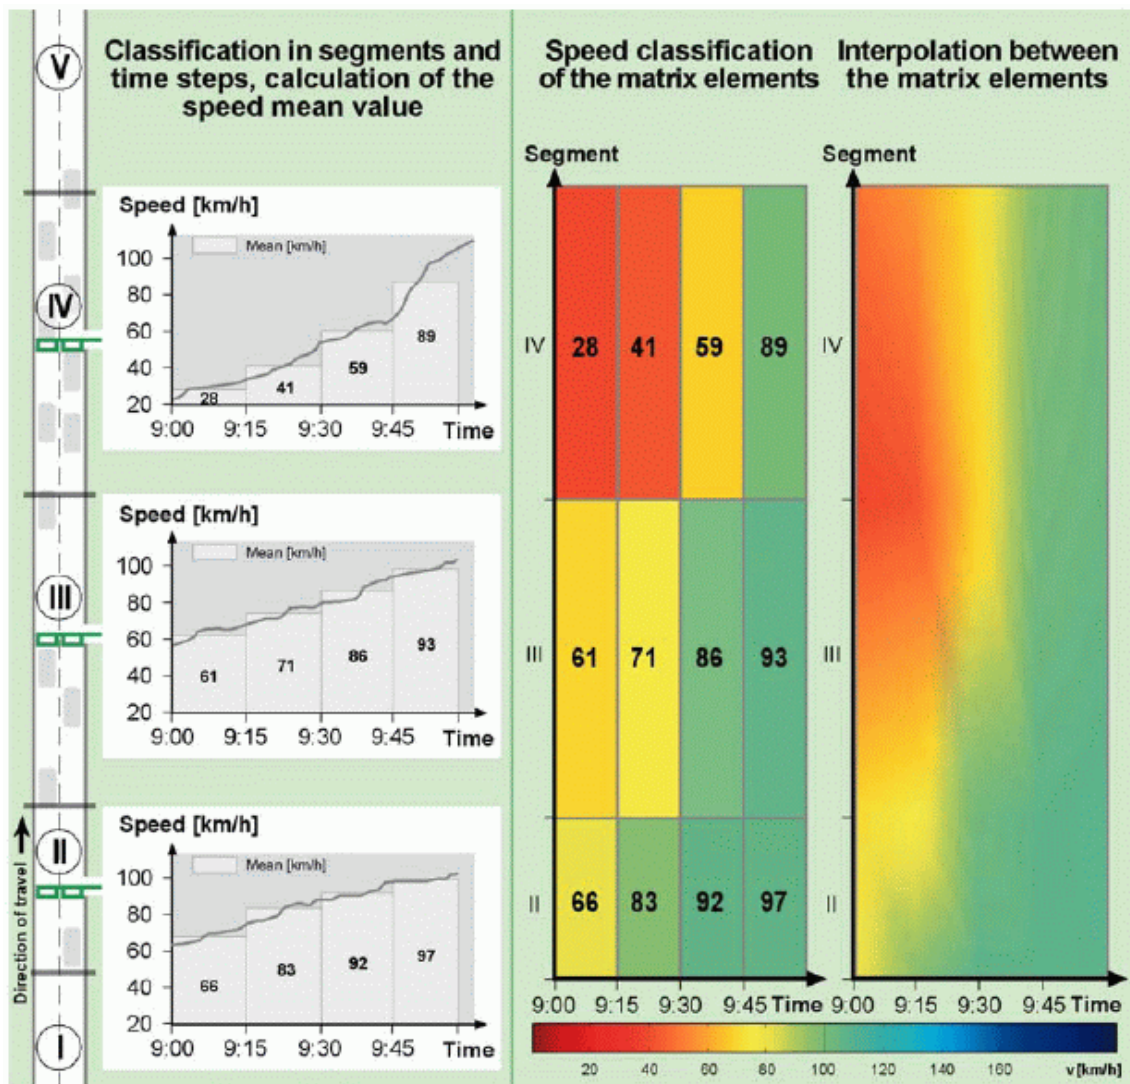 V
Classification in segments and
time steps, calculation of the
speed mean value
Speed classification
of the matrix elements
Interpolation between
the matrix elements
Speed [km/h]
Mean [km/h]
100
80
60
40
20
28
41
59
89
9:00 9:15 9:30 9:45 Time
IV
Speed [km/h]
Mean [km/h]
100
80
60
40
20
61
71
86
93
9:00 9:15 9:30 9:45 Time
III
Speed [km/h]
Mean [km/h]
100
80
60
40
20
66
83
92
97
9:00 9:15 9:30 9:45 Time
II
Direction of travel
I
Segment
IV 28 41 59 89
III 61 71 86 93
II 66 83 92 97
9:00 9:15 9:30 9:45 Time
Segment
IV
III
II
9:00 9:15 9:30 9:45 Time
20 40 60 80 100 120 140 160 v [km/h]